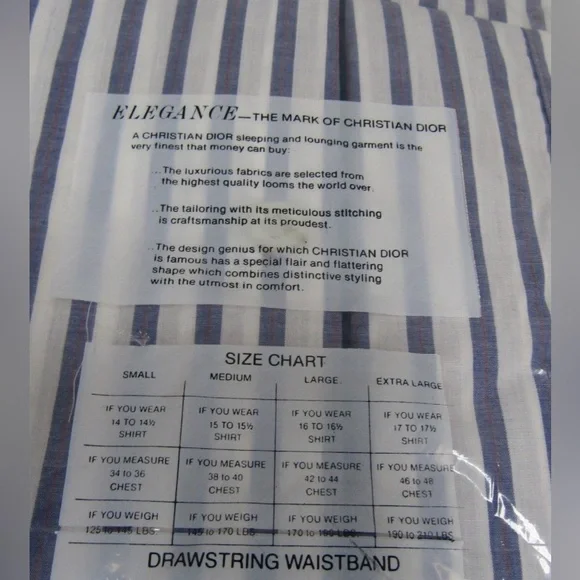 ELEGANCE—THE MARK OF CHRISTIAN DIOR
A CHRISTIAN DIOR sleeping and lounging garment is the
very finest that money can buy:
...The luxurious fabrics are selected from
the highest quality looms the world over.
...The tailoring with its meticulous stitching
is craftsmanship at its proudest.
...The design genius for which CHRISTIAN DIOR
is famous has a special flair and flattering
shape which combines distinctive styling
with the utmost in comfort.
SIZE CHART
SMALL MEDIUM LARGE EXTRA LARGE
IF YOU WEAR IF YOU WEAR IF YOU WEAR IF YOU WEAR
14 TO 14½ 15 TO 15½ 16 TO 16½ 17 TO 17½
SHIRT SHIRT SHIRT SHIRT
IF YOU MEASURE IF YOU MEASURE IF YOU MEASURE IF YOU MEASURE
34 to 36 38 to 40 42 to 44 46 to 48
CHEST CHEST CHEST CHEST
IF YOU WEIGH IF YOU WEIGH IF YOU WEIGH IF YOU WEIGH
125 to 145 LBS. 145 to 170 LBS. 170 to 190 LBS. 190 to 210 LBS.
DRAWSTRING WAISTBAND